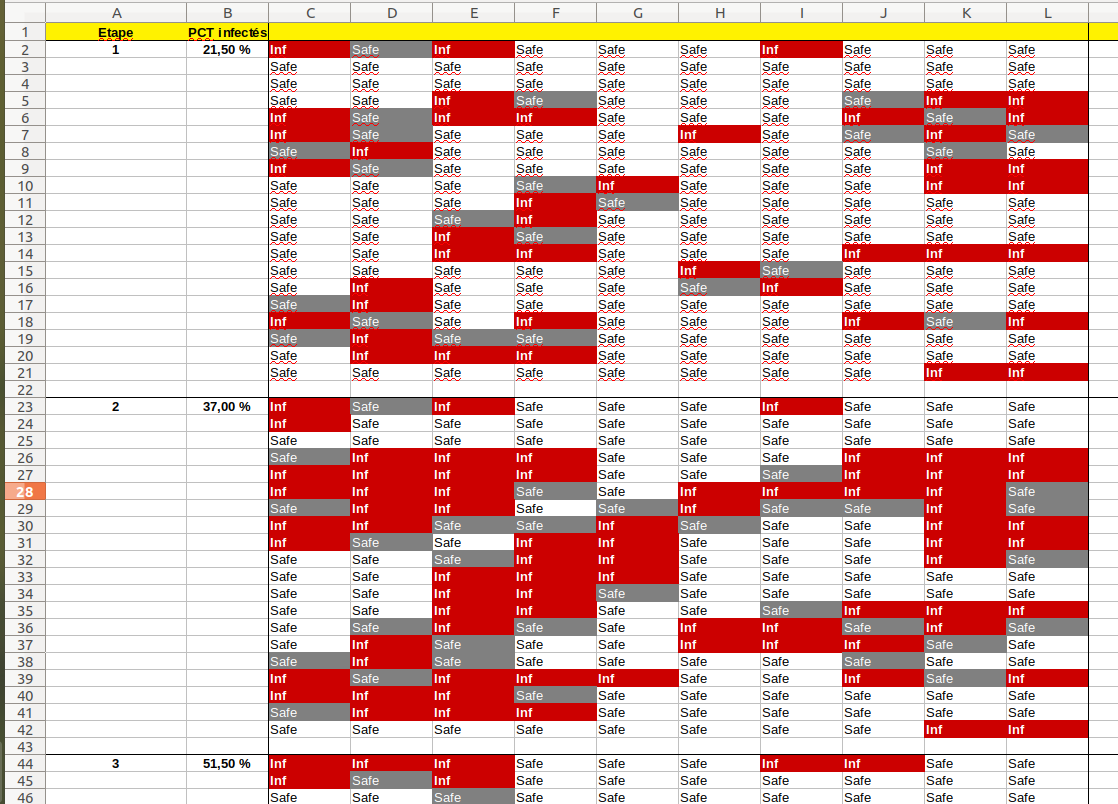 A B C D E F G H I J K L
1 Etape PCT infectés
2 1 21,50 % Inf Safe Inf Safe Safe Safe Inf Safe Safe Safe
3 Safe Safe Safe Safe Safe Safe Safe Safe Safe Safe
4 Safe Safe Safe Safe Safe Safe Safe Safe Safe Safe
5 Safe Safe Inf Safe Safe Safe Safe Safe Inf Inf
6 Inf Safe Inf Inf Safe Safe Safe Inf Safe Inf
7 Inf Safe Safe Safe Safe Inf Safe Safe Inf Safe
8 Safe Inf Safe Safe Safe Safe Safe Safe Safe Safe
9 Inf Safe Safe Safe Safe Safe Safe Safe Inf Inf
10 Safe Safe Safe Safe Inf Safe Safe Safe Inf Inf
11 Safe Safe Safe Inf Safe Safe Safe Safe Safe Safe
12 Safe Safe Safe Inf Safe Safe Safe Safe Safe Safe
13 Safe Safe Inf Safe Safe Safe Safe Safe Safe Safe
14 Safe Safe Inf Inf Safe Safe Safe Inf Inf Inf
15 Safe Safe Safe Safe Safe Inf Safe Safe Safe Safe
16 Safe Inf Safe Safe Safe Safe Inf Safe Safe Safe
17 Safe Inf Safe Safe Safe Safe Safe Safe Safe Safe
18 Inf Safe Safe Inf Safe Safe Safe Inf Safe Inf
19 Safe Inf Safe Safe Safe Safe Safe Safe Safe Safe
20 Safe Inf Inf Inf Safe Safe Safe Safe Safe Safe
21 Safe Safe Safe Safe Safe Safe Safe Safe Inf Inf
22
23 2 37,00 % Inf Safe Inf Safe Safe Safe Inf Safe Safe Safe
24 Inf Safe Safe Safe Safe Safe Safe Safe Safe Safe
25 Safe Safe Safe Safe Safe Safe Safe Safe Safe Safe
26 Safe Inf Inf Inf Safe Safe Safe Inf Inf Inf
27 Inf Inf Inf Inf Safe Safe Safe Inf Inf Inf
28 Inf Inf Inf Safe Safe Inf Inf Inf Inf Safe
29 Safe Inf Inf Safe Safe Inf Safe Safe Inf Safe
30 Inf Inf Safe Safe Inf Safe Safe Safe Inf Inf
31 Inf Safe Safe Inf Inf Safe Safe Safe Inf Inf
32 Safe Safe Safe Inf Inf Safe Safe Safe Inf Safe
33 Safe Safe Inf Inf Inf Safe Safe Safe Safe Safe
34 Safe Safe Inf Inf Safe Safe Safe Safe Safe Safe
35 Safe Safe Inf Inf Safe Safe Safe Inf Inf Inf
36 Safe Safe Inf Safe Safe Inf Inf Safe Inf Safe
37 Safe Inf Safe Safe Safe Inf Inf Inf Safe Safe
38 Safe Inf Safe Safe Safe Safe Safe Safe Safe Safe
39 Inf Safe Inf Inf Inf Safe Safe Inf Safe Inf
40 Inf Inf Inf Safe Safe Safe Safe Safe Safe Safe
41 Safe Inf Inf Inf Safe Safe Safe Safe Safe Safe
42 Safe Safe Safe Safe Safe Safe Safe Safe Inf Inf
43
44 3 51,50 % Inf Inf Inf Safe Safe Safe Inf Inf Safe Safe
45 Inf Safe Inf Safe Safe Safe Safe Safe Safe Safe
46 Safe Safe Safe Safe Safe Safe Safe Safe Safe Safe